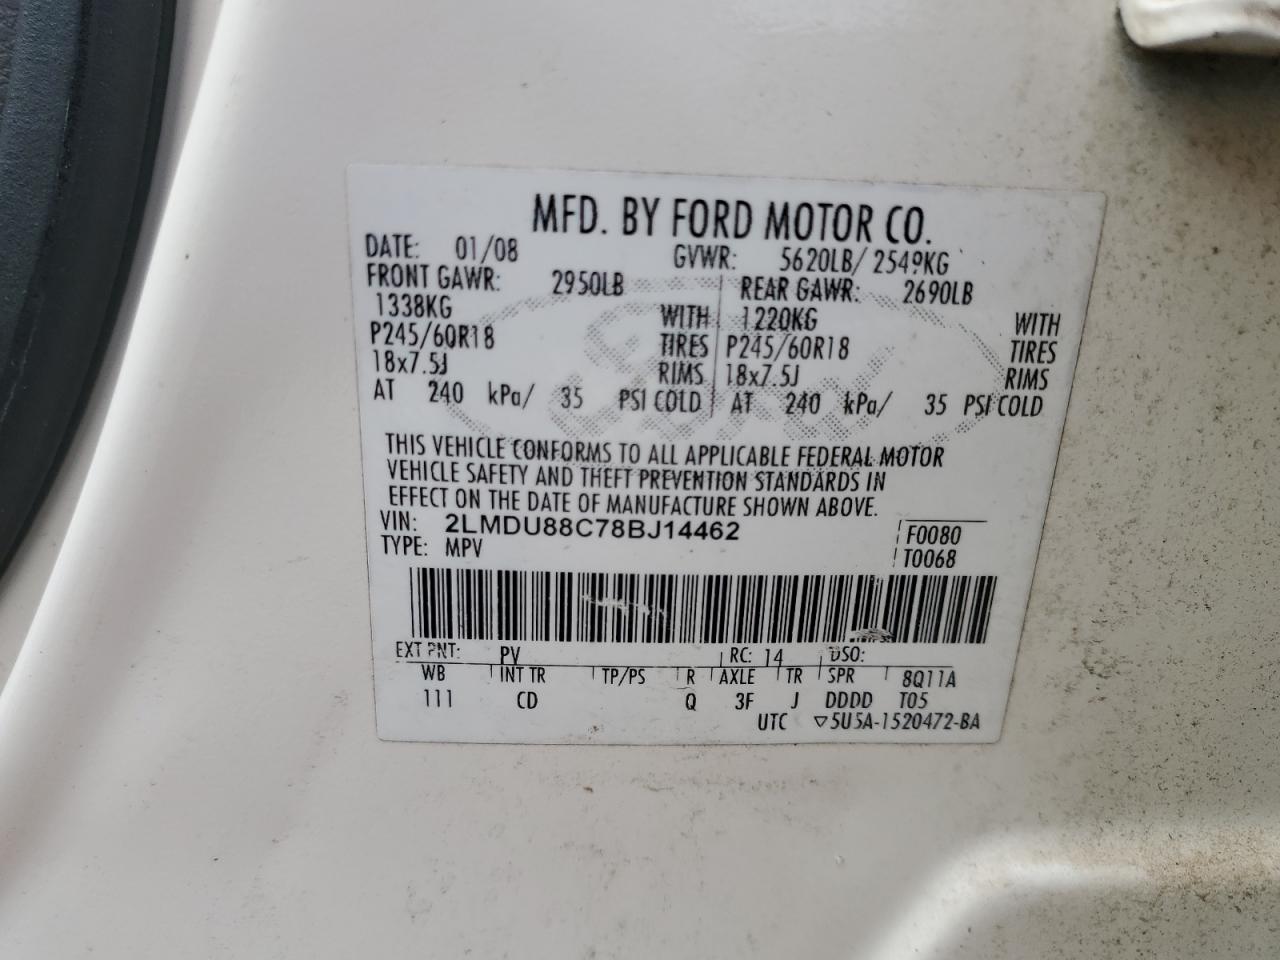 MFD. BY FORD MOTOR CO.
DATE: 01/08 GVWR: 5620LB/ 2549KG
FRONT GAWR: 2950LB REAR GAWR: 2690LB
1338KG WITH 1220KG WITH
P245/60R18 TIRES P245/60R18 TIRES
18x7.5J RIMS 18x7.5J RIMS
AT 240 kPa/ 35 PSI COLD AT 240 kPa/ 35 PSI COLD
THIS VEHICLE CONFORMS TO ALL APPLICABLE FEDERAL MOTOR
VEHICLE SAFETY AND THEFT PREVENTION STANDARDS IN
EFFECT ON THE DATE OF MANUFACTURE SHOWN ABOVE.
VIN: 2LMDU88C78BJ14462 F0080
TYPE: MPV T0068
EXT PNT: PV RC: 14 DSO:
WB INT TR TP/PS R AXLE TR SPR 8Q11A
111 CD Q 3F J DDDD T05
UTC ▽5U5A-1520472-BA